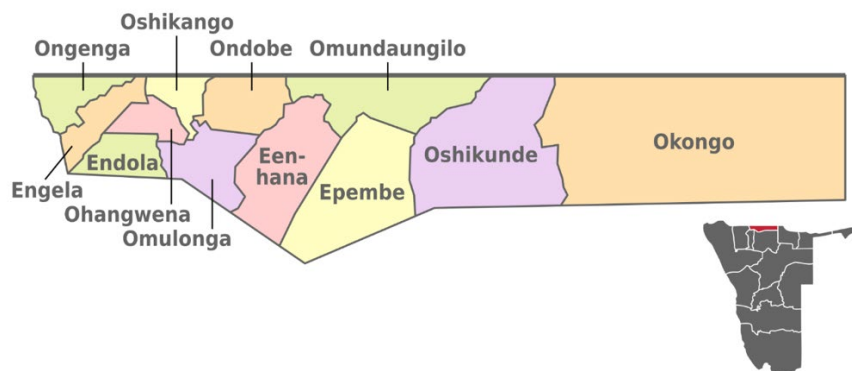 Oshikango
Ongenga
Ondobe
Omundaungilo
Endola
Een-
hana
Oshikunde
Okongo
Engela
Epembe
Ohangwena
Omulonga